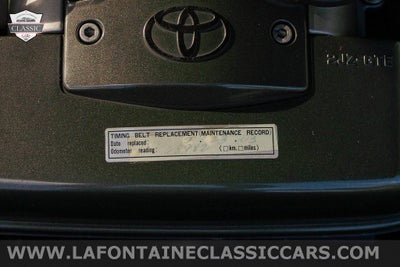 CLASSIC
2JZ-GTE
TIMING BELT REPLACEMENT/MAINTENANCE RECORD
Date replaced:
Odometer reading (□km, □miles)
WWW.LAFONTAINECLASSICCARS.COM